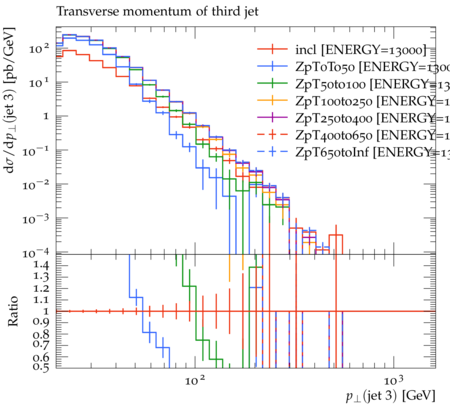 Transverse momentum of third jet
dσ/dp⊥(jet 3) [pb/GeV]
10²
10¹
1
10⁻¹
10⁻²
10⁻³
10⁻⁴
incl [ENERGY=13000]
ZpToTo50 [ENERGY=1300
ZpT50to100 [ENERGY=13
ZpT100to250 [ENERGY=1
ZpT250to400 [ENERGY=1
ZpT400to650 [ENERGY=1
ZpT650toInf [ENERGY=13
Ratio
1.4
1.3
1.2
1.1
1
0.9
0.8
0.7
0.6
0.5
10²
10³
p⊥(jet 3) [GeV]